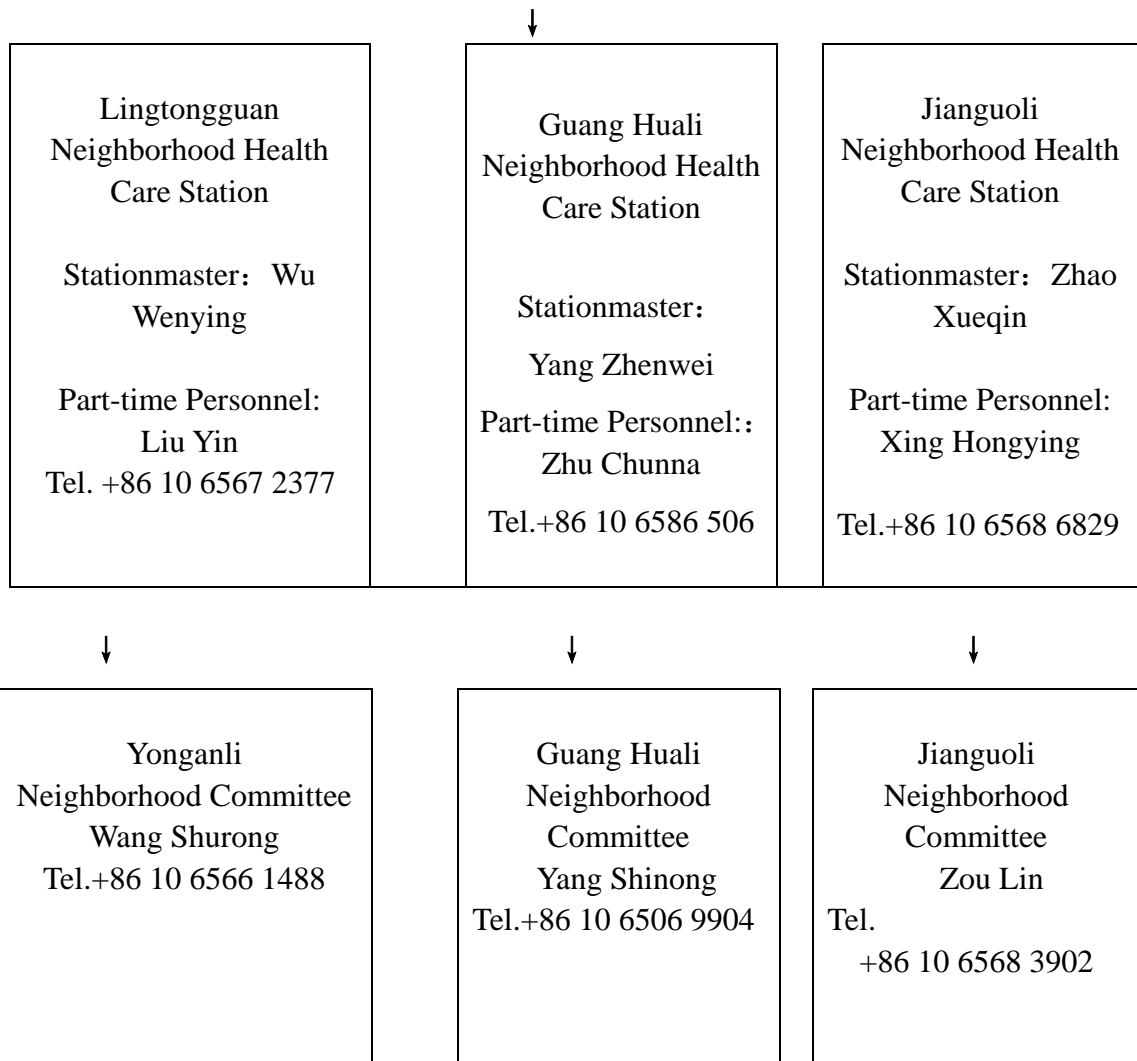 Lingtongguan
Neighborhood Health
Care Station
Stationmaster：Wu
Wenying
Part-time Personnel:
Liu Yin
Tel. +86 10 6567 2377
Guang Huali
Neighborhood Health
Care Station
Stationmaster：
Yang Zhenwei
Part-time Personnel:：
Zhu Chunna
Tel.+86 10 6586 506
Jianguoli
Neighborhood Health
Care Station
Stationmaster：Zhao
Xueqin
Part-time Personnel:
Xing Hongying
Tel.+86 10 6568 6829
Yonganli
Neighborhood Committee
Wang Shurong
Tel.+86 10 6566 1488
Guang Huali
Neighborhood
Committee
Yang Shinong
Tel.+86 10 6506 9904
Jianguoli
Neighborhood
Committee
Zou Lin
Tel.
+86 10 6568 3902